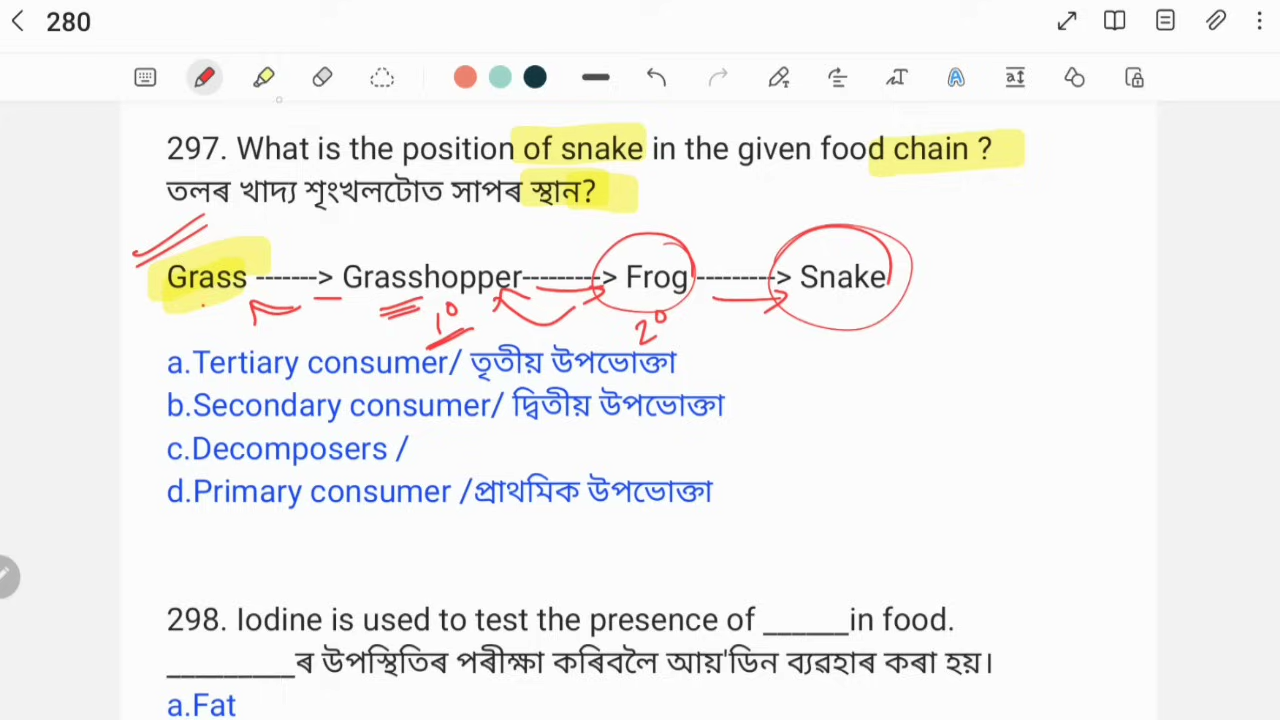 280
297. What is the position of snake in the given food chain ?
তলৰ খাদ্য শৃংখলটোত সাপৰ স্থান?
Grass -------> Grasshopper---------> Frog ---------> Snake
1° 2°
a.Tertiary consumer/ তৃতীয় উপভোক্তা
b.Secondary consumer/ দ্বিতীয় উপভোক্তা
c.Decomposers /
d.Primary consumer /প্ৰাথমিক উপভোক্তা
298. Iodine is used to test the presence of ______in food.
_________ৰ উপস্থিতিৰ পৰীক্ষা কৰিবলৈ আয়'ডিন ব্যৱহাৰ কৰা হয়।
a.Fat